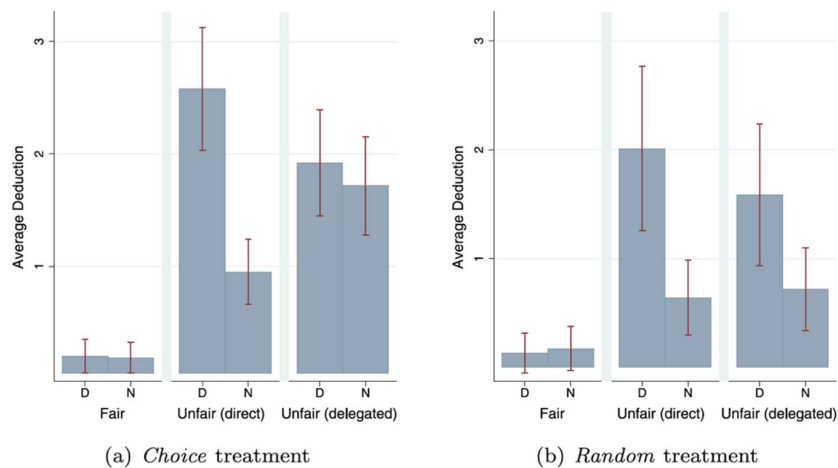 3
2
1
Average Deduction
D N D N D N
Fair Unfair (direct) Unfair (delegated)
(a) Choice treatment
3
2
1
Average Deduction
D N D N D N
Fair Unfair (direct) Unfair (delegated)
(b) Random treatment